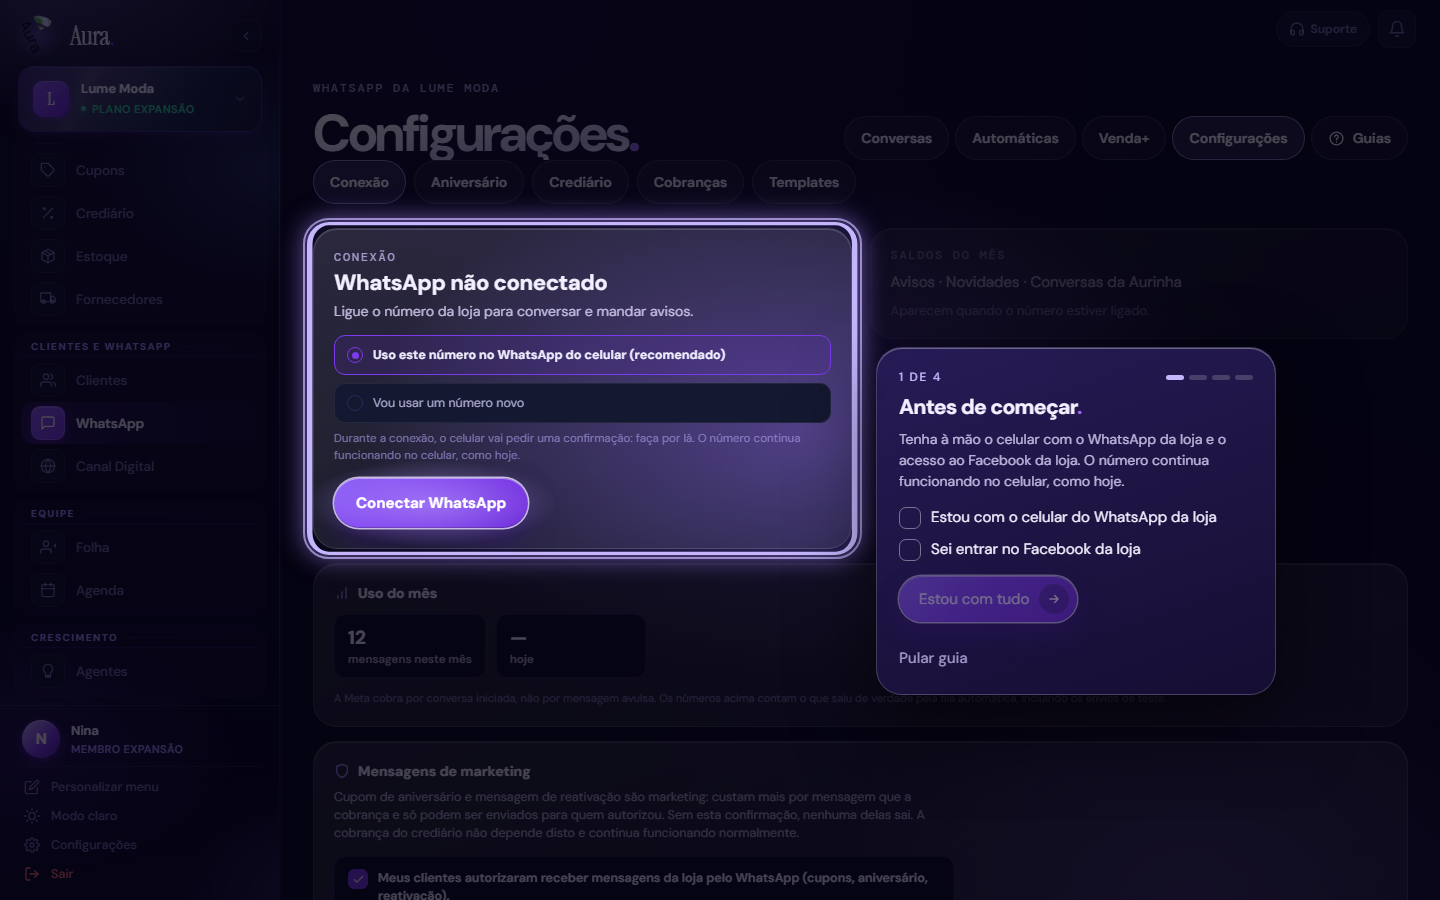 Aura.
Lume Moda
PLANO EXPANSÃO
Cupons
Crediário
Estoque
Fornecedores
CLIENTES E WHATSAPP
Clientes
WhatsApp
Canal Digital
EQUIPE
Folha
Agenda
CRESCIMENTO
Agentes
N
Nina
MEMBRO EXPANSÃO
Personalizar menu
Modo claro
Configurações
Sair
L
Suporte
WHATSAPP DA LUME MODA
Configurações.
Conversas
Automáticas
Venda+
Configurações
Guias
Conexão
Aniversário
Crediário
Cobranças
Templates
CONEXÃO
WhatsApp não conectado
Ligue o número da loja para conversar e mandar avisos.
Uso este número no WhatsApp do celular (recomendado)
Vou usar um número novo
Durante a conexão, o celular vai pedir uma confirmação: faça por lá. O número continua
funcionando no celular, como hoje.
Conectar WhatsApp
SALDOS DO MÊS
Avisos · Novidades · Conversas da Aurinha
Aparecem quando o número estiver ligado.
1 DE 4
Antes de começar.
Tenha à mão o celular com o WhatsApp da loja e o
acesso ao Facebook da loja. O número continua
funcionando no celular, como hoje.
Estou com o celular do WhatsApp da loja
Sei entrar no Facebook da loja
Estou com tudo
Pular guia
Uso do mês
12
mensagens neste mês
—
hoje
A Meta cobra por conversa iniciada, não por mensagem avulsa. Os números acima contam o que saiu de verdade pela fila automática, incluindo os envios de teste.
Mensagens de marketing
Cupom de aniversário e mensagem de reativação são marketing: custam mais por mensagem que a
cobrança e só podem ser enviados para quem autorizou. Sem esta confirmação, nenhuma delas sai. A
cobrança do crediário não depende disto e continua funcionando normalmente.
Meus clientes autorizaram receber mensagens da loja pelo WhatsApp (cupons, aniversário,
reativação).